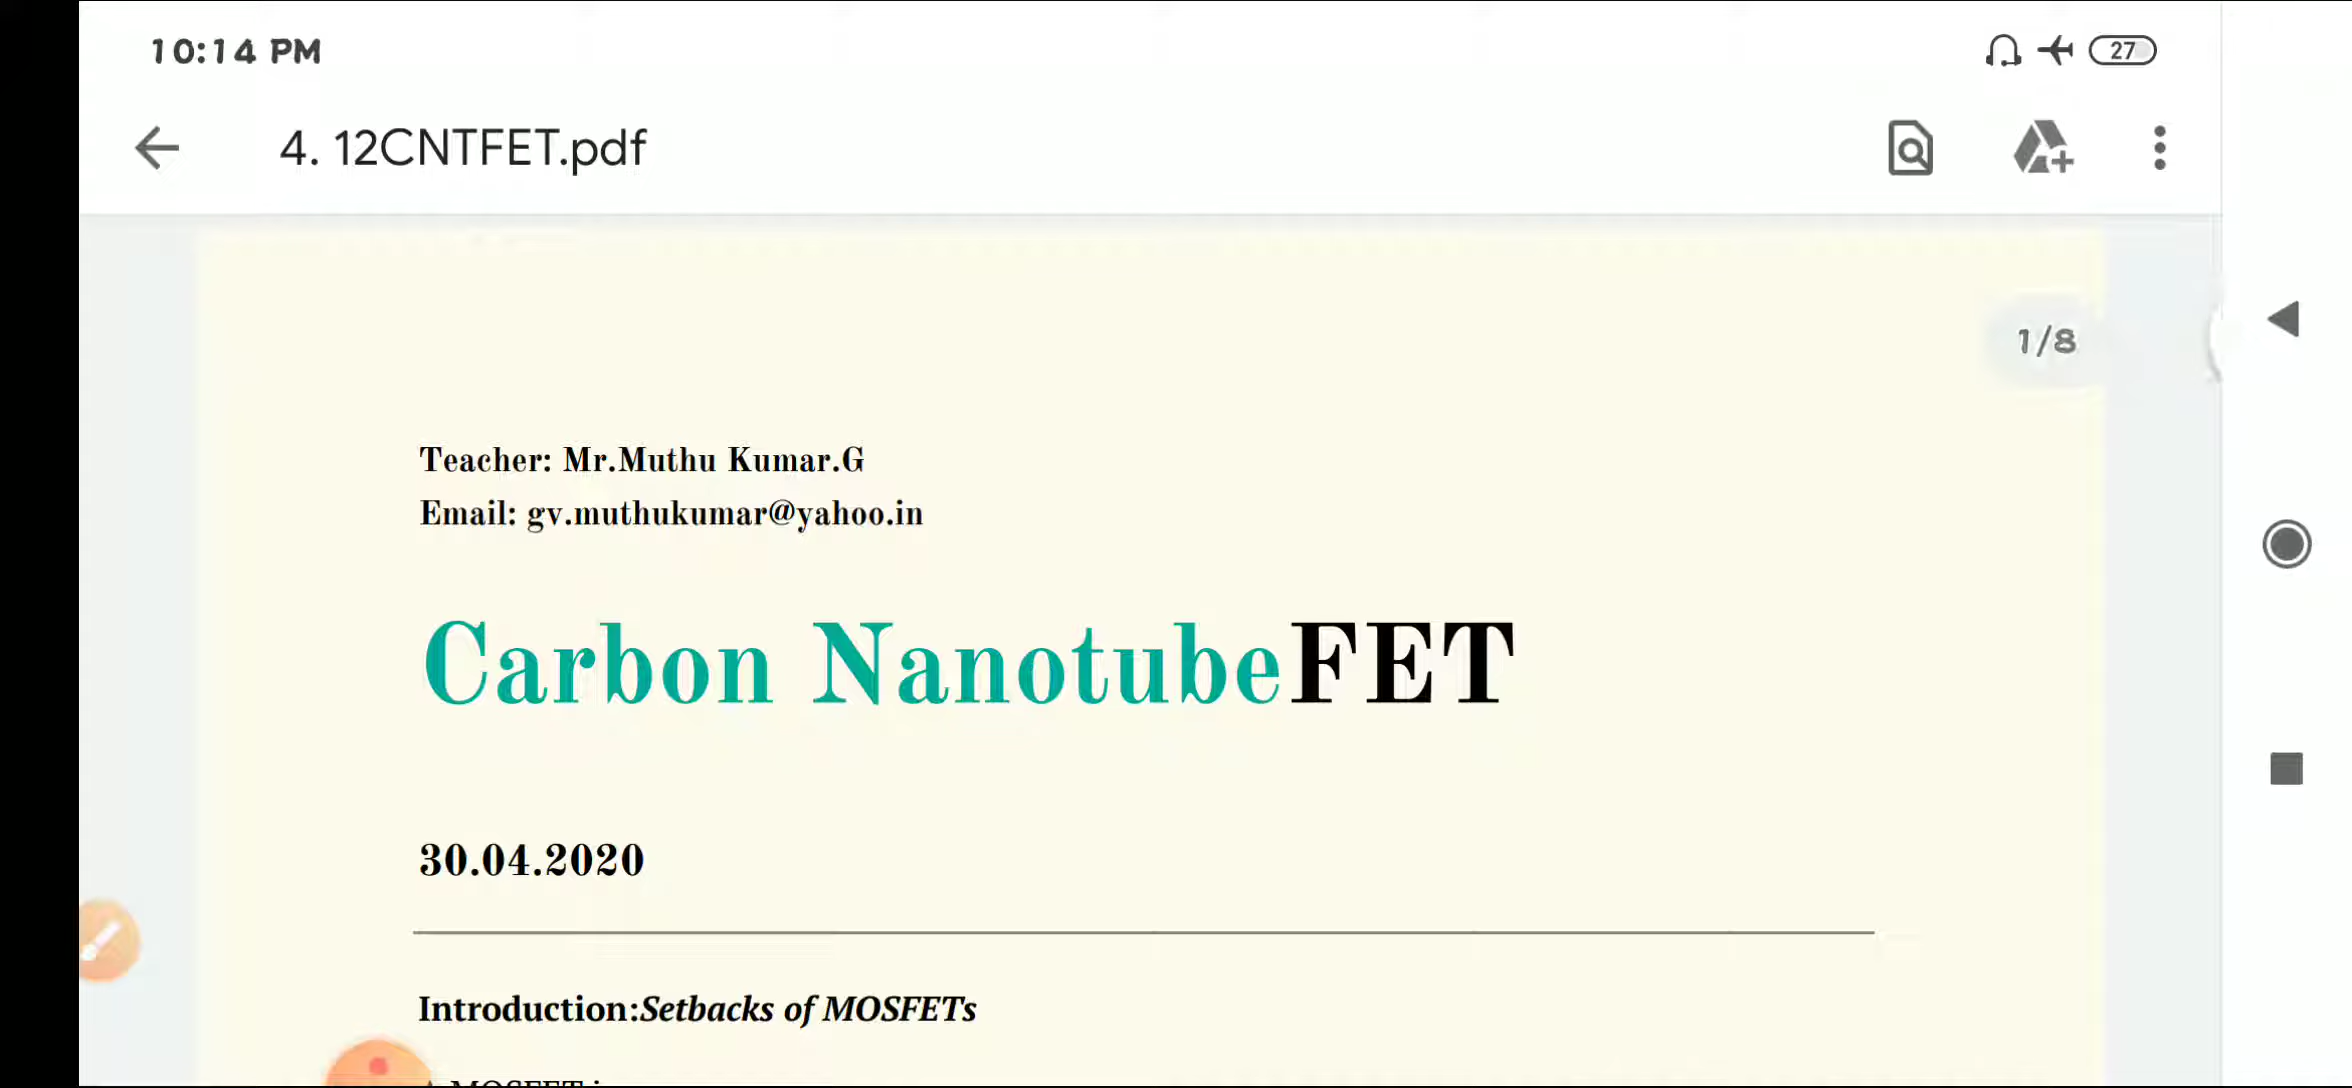 10:14 PM
27
4. 12CNTFET.pdf
1/8
Teacher: Mr.Muthu Kumar.G
Email: gv.muthukumar@yahoo.in
Carbon NanotubeFET
30.04.2020
Introduction:Setbacks of MOSFETs